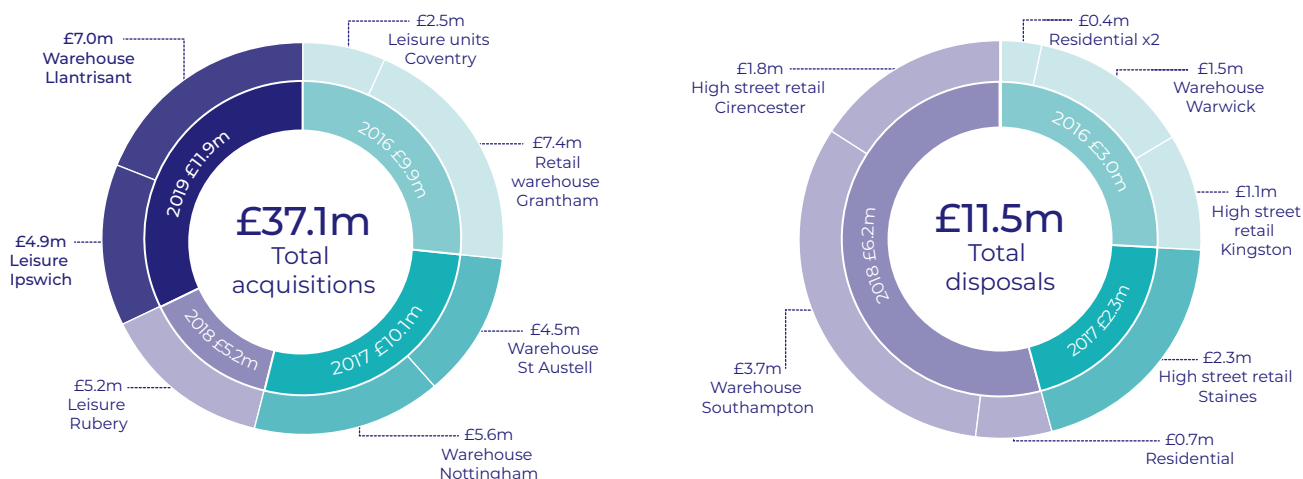 £2.5m
Leisure units
Coventry
£7.0m
Warehouse
Llantrisant
£7.4m
Retail
warehouse
Grantham
£4.9m
Leisure
Ipswich
£4.5m
Warehouse
St Austell
£5.2m
Leisure
Rubery
£5.6m
Warehouse
Nottingham
2016 £9.9m
2017 £10.1m
2018 £5.2m
2019 £11.9m
£37.1m
Total
acquisitions
£0.4m
Residential x2
£1.8m
High street retail
Cirencester
£1.5m
Warehouse
Warwick
£1.1m
High street
retail
Kingston
£3.7m
Warehouse
Southampton
£2.3m
High street retail
Staines
£0.7m
Residential
2016 £3.0m
2017 £2.3m
2018 £6.2m
£11.5m
Total
disposals